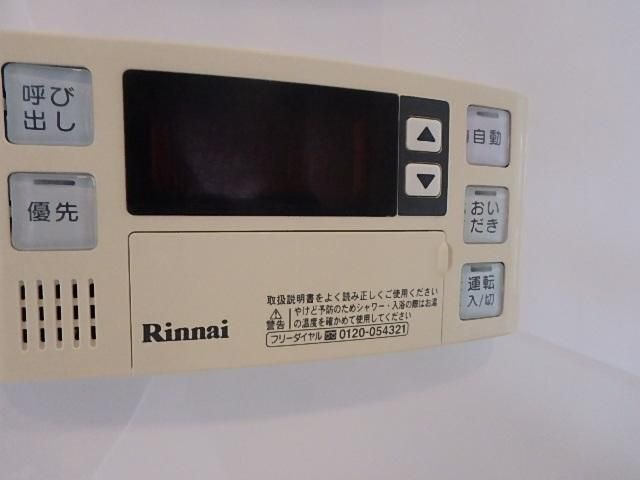 呼び
出し
優先
自動
おい
だき
運転
入/切
取扱説明書をよく読み正しくご使用ください
警告
やけど予防のためシャワー・入浴の際はお湯
の温度を確かめて使用してください
フリーダイヤル 0120-054321
Rinnai